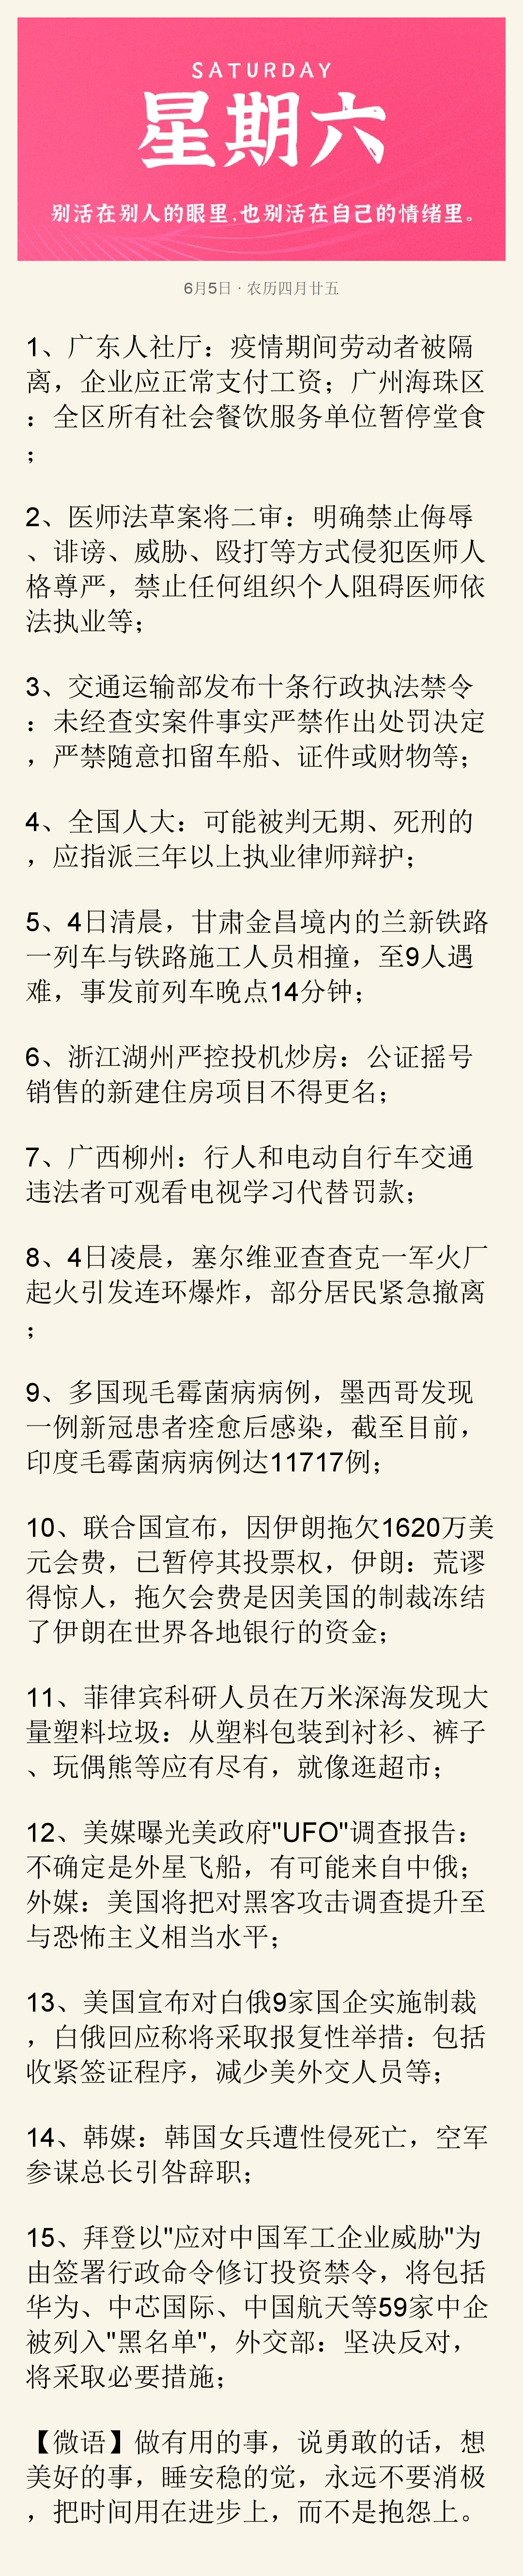 SATURDAY
星期六
别活在别人的眼里,也别活在自己的情绪里。
6月5日 · 农历四月廿五
1、广东人社厅：疫情期间劳动者被隔
离，企业应正常支付工资；广州海珠区
：全区所有社会餐饮服务单位暂停堂食
；
2、医师法草案将二审：明确禁止侮辱
、诽谤、威胁、殴打等方式侵犯医师人
格尊严，禁止任何组织个人阻碍医师依
法执业等；
3、交通运输部发布十条行政执法禁令
：未经查实案件事实严禁作出处罚决定
，严禁随意扣留车船、证件或财物等；
4、全国人大：可能被判无期、死刑的
，应指派三年以上执业律师辩护；
5、4日清晨，甘肃金昌境内的兰新铁路
一列车与铁路施工人员相撞，至9人遇
难，事发前列车晚点14分钟；
6、浙江湖州严控投机炒房：公证摇号
销售的新建住房项目不得更名；
7、广西柳州：行人和电动自行车交通
违法者可观看电视学习代替罚款；
8、4日凌晨，塞尔维亚查查克一军火厂
起火引发连环爆炸，部分居民紧急撤离
；
9、多国现毛霉菌病病例，墨西哥发现
一例新冠患者痊愈后感染，截至目前，
印度毛霉菌病病例达11717例；
10、联合国宣布，因伊朗拖欠1620万美
元会费，已暂停其投票权，伊朗：荒谬
得惊人，拖欠会费是因美国的制裁冻结
了伊朗在世界各地银行的资金；
11、菲律宾科研人员在万米深海发现大
量塑料垃圾：从塑料包装到衬衫、裤子
、玩偶熊等应有尽有，就像逛超市；
12、美媒曝光美政府"UFO"调查报告：
不确定是外星飞船，有可能来自中俄；
外媒：美国将把对黑客攻击调查提升至
与恐怖主义相当水平；
13、美国宣布对白俄9家国企实施制裁
，白俄回应称将采取报复性举措：包括
收紧签证程序，减少美外交人员等；
14、韩媒：韩国女兵遭性侵死亡，空军
参谋总长引咎辞职；
15、拜登以"应对中国军工企业威胁"为
由签署行政命令修订投资禁令，将包括
华为、中芯国际、中国航天等59家中企
被列入"黑名单"，外交部：坚决反对，
将采取必要措施；
【微语】做有用的事，说勇敢的话，想
美好的事，睡安稳的觉，永远不要消极
，把时间用在进步上，而不是抱怨上。